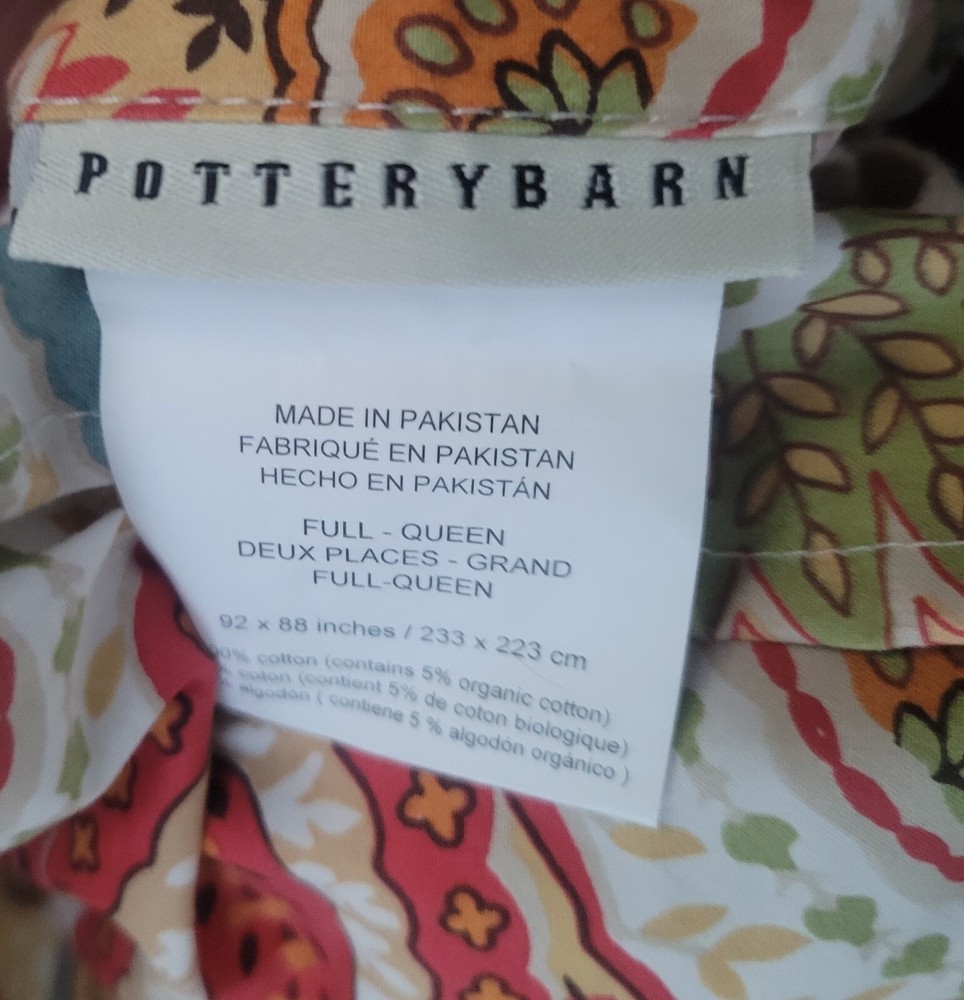 POTTERYBARN
MADE IN PAKISTAN
FABRIQUÉ EN PAKISTAN
HECHO EN PAKISTÁN
FULL - QUEEN
DEUX PLACES - GRAND
FULL-QUEEN
92 x 88 inches / 233 x 223 cm
cotton (contains 5% organic cotton)
coton (contient 5% de coton biologique)
algodón ( contiene 5 % algodón orgánico )